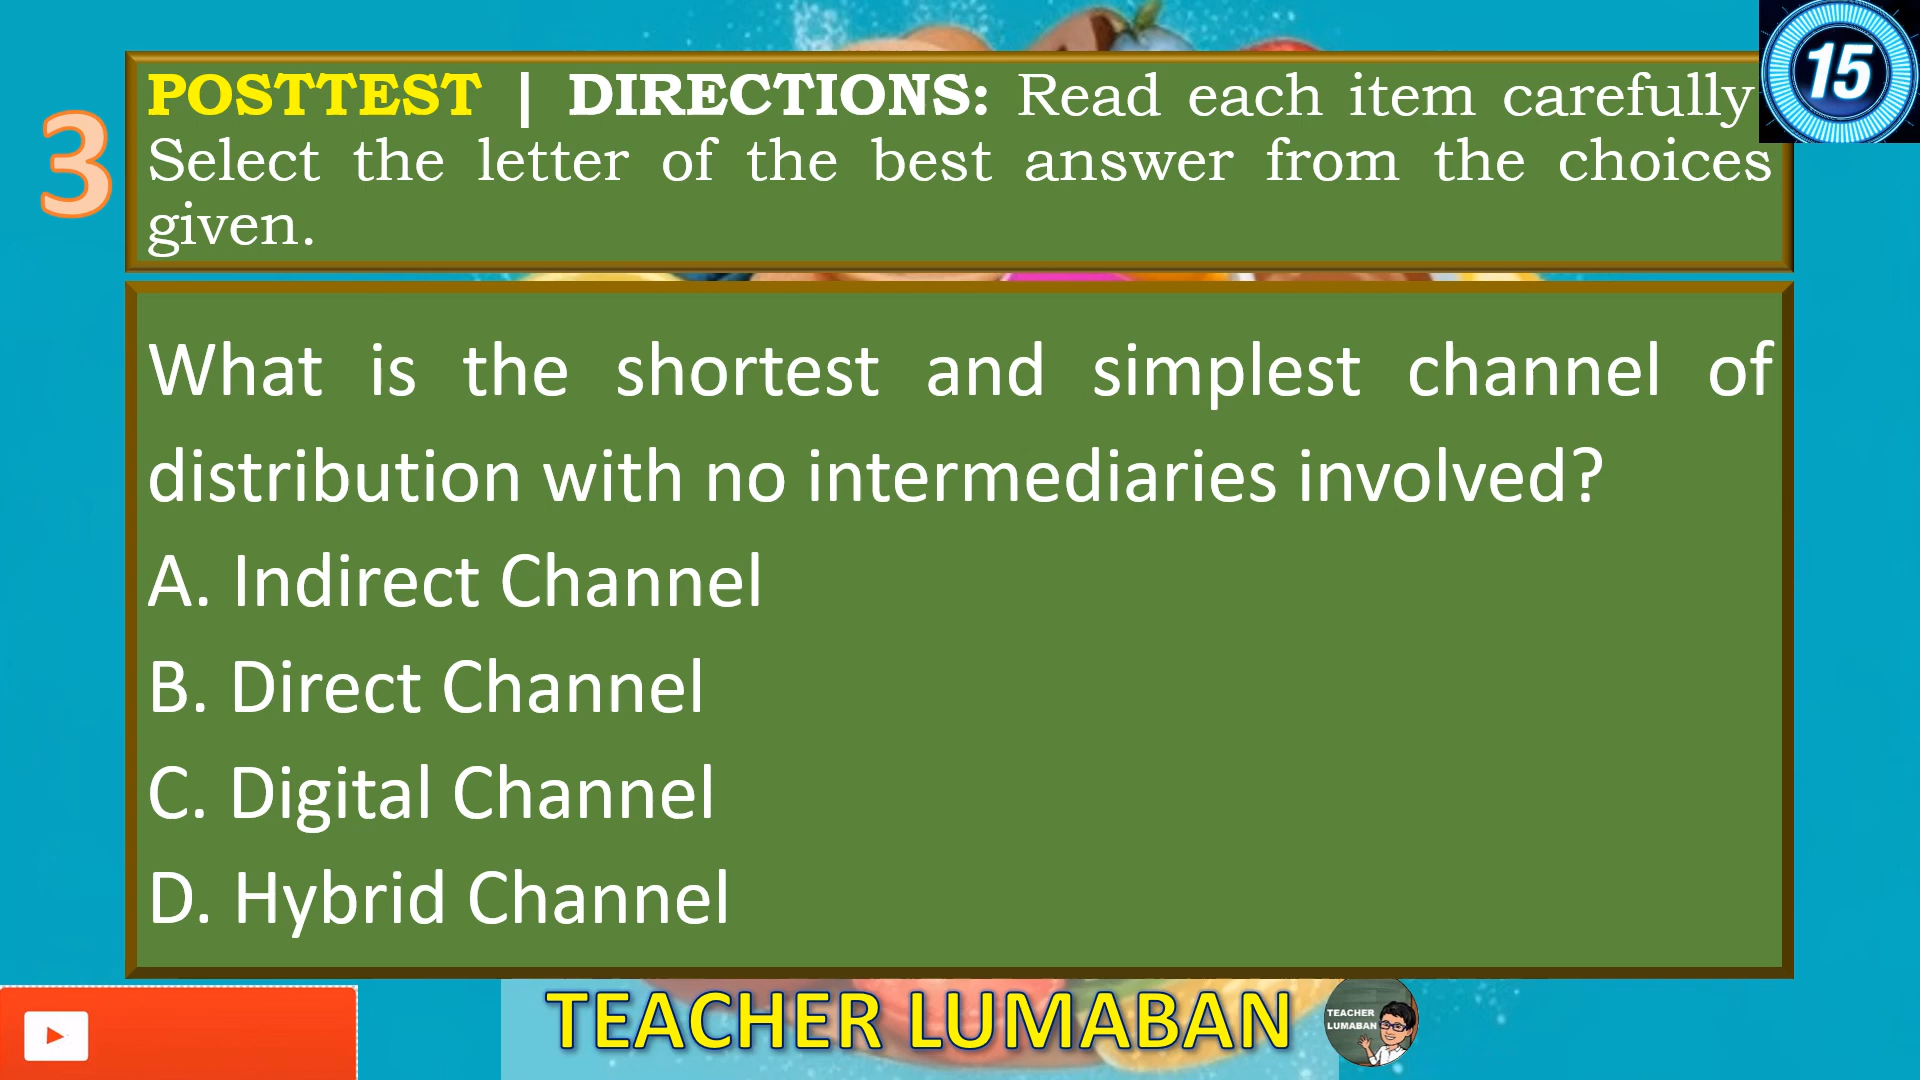 15
3
POSTTEST | DIRECTIONS: Read each item carefully
Select the letter of the best answer from the choices
given.
What is the shortest and simplest channel of
distribution with no intermediaries involved?
A. Indirect Channel
B. Direct Channel
C. Digital Channel
D. Hybrid Channel
TEACHER LUMABAN
TEACHER
LUMABAN